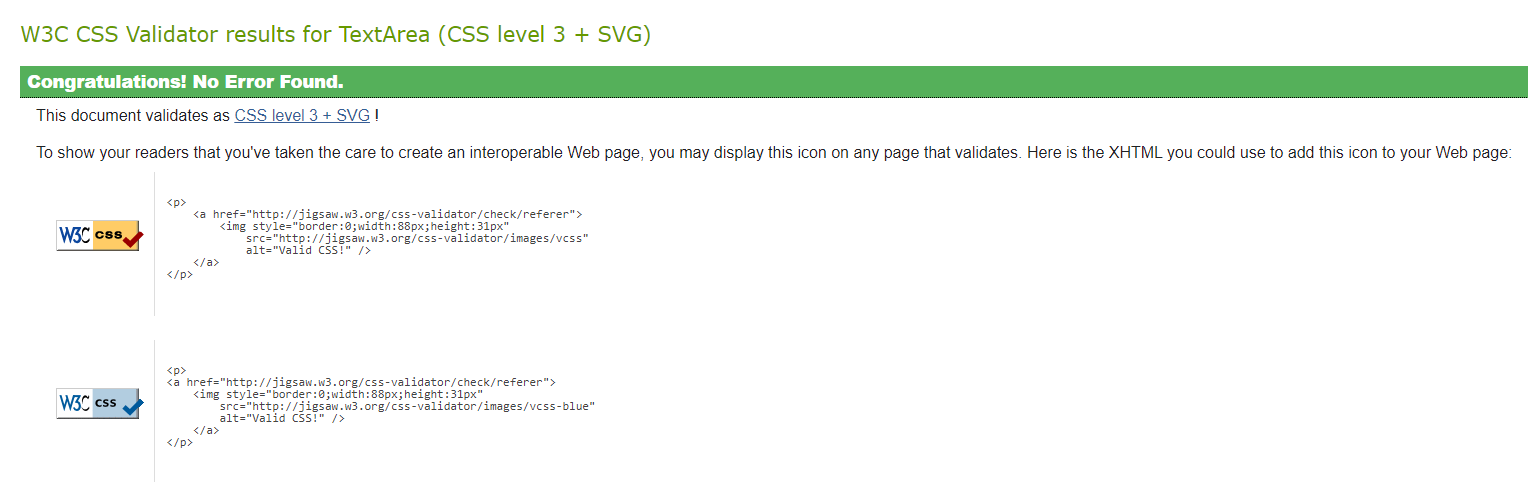 W3C CSS Validator results for TextArea (CSS level 3 + SVG)
Congratulations! No Error Found.
This document validates as CSS level 3 + SVG !
To show your readers that you've taken the care to create an interoperable Web page, you may display this icon on any page that validates. Here is the XHTML you could use to add this icon to your Web page:
W3C css
<p>
<a href="http://jigsaw.w3.org/css-validator/check/referer">
<img style="border:0;width:88px;height:31px"
src="http://jigsaw.w3.org/css-validator/images/vcss"
alt="Valid CSS!" />
</a>
</p>
W3C css
<p>
<a href="http://jigsaw.w3.org/css-validator/check/referer">
<img style="border:0;width:88px;height:31px"
src="http://jigsaw.w3.org/css-validator/images/vcss-blue"
alt="Valid CSS!" />
</a>
</p>